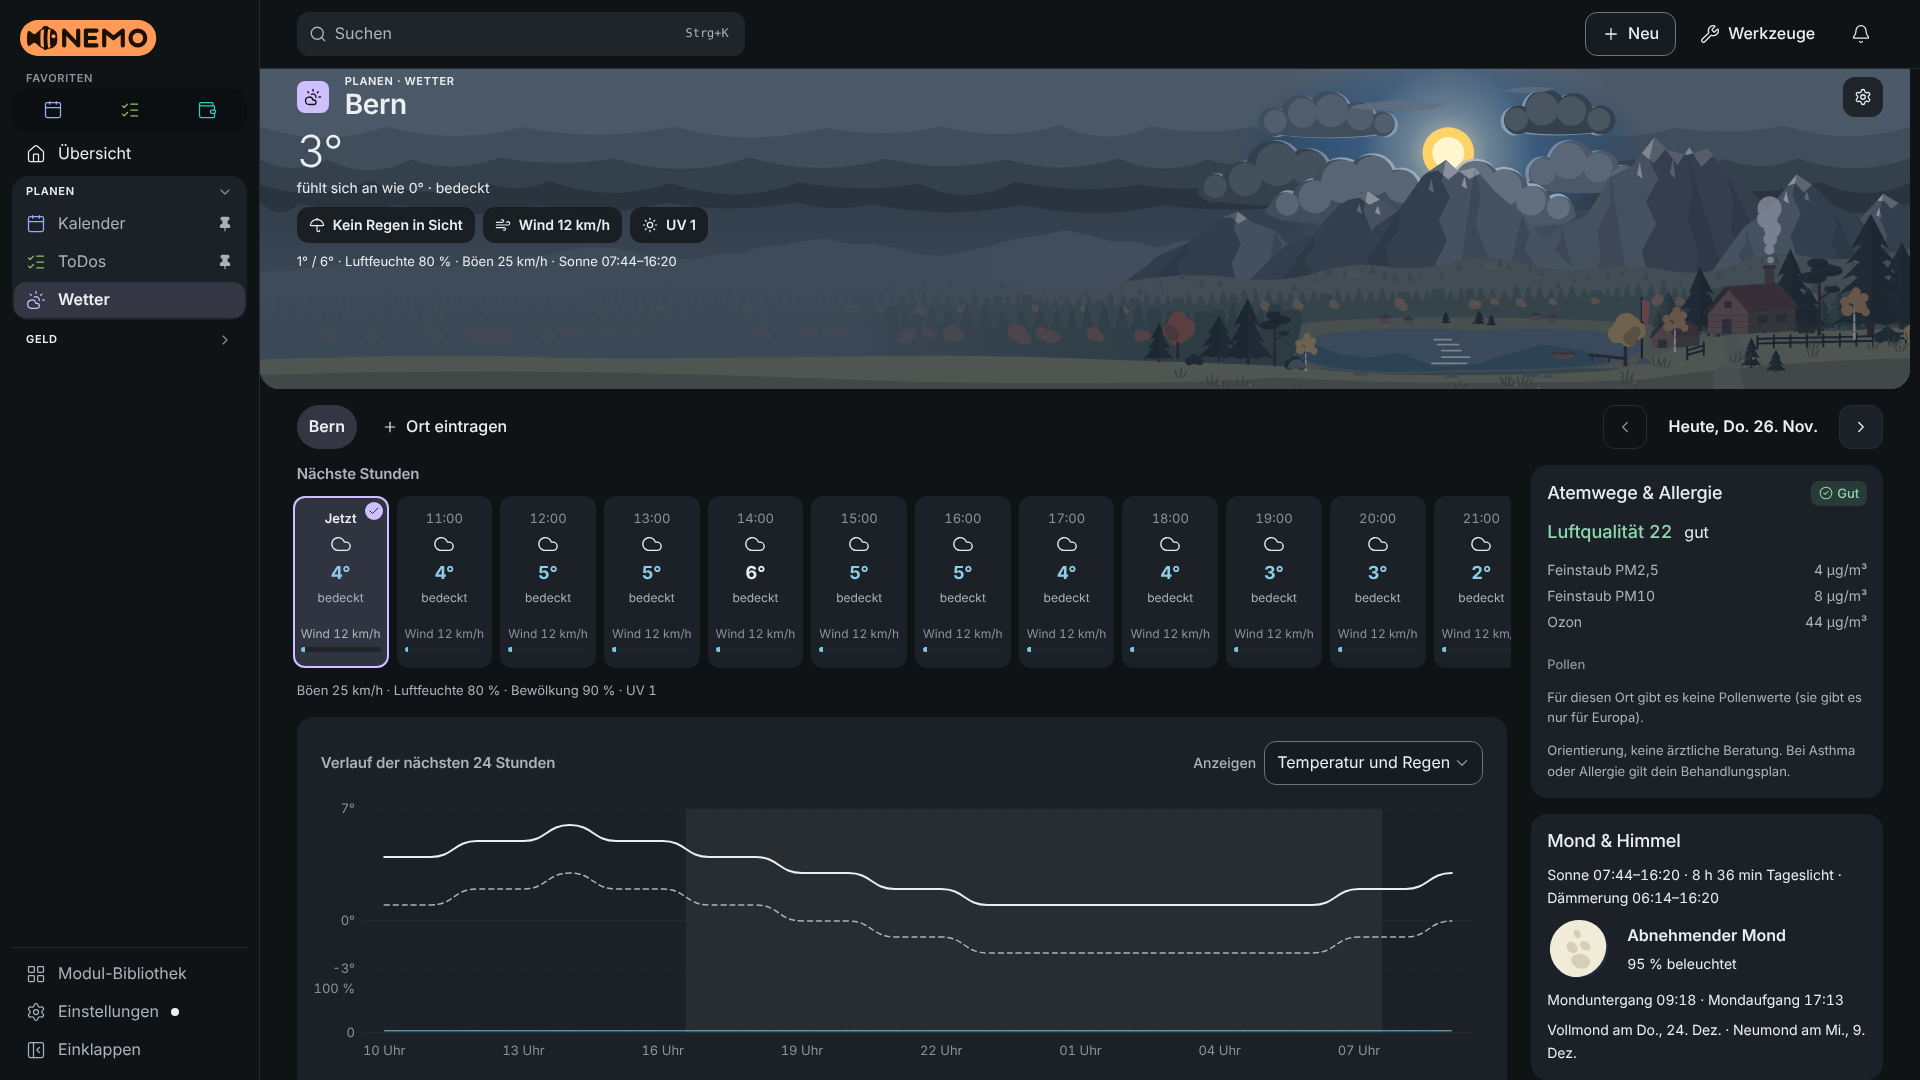 NEMO
FAVORITEN
Übersicht
PLANEN
Kalender
ToDos
Wetter
GELD
Modul-Bibliothek
Einstellungen
Einklappen
Suchen
Strg+K
Neu
Werkzeuge
PLANEN · WETTER
Bern
3°
fühlt sich an wie 0° · bedeckt
Kein Regen in Sicht
Wind 12 km/h
UV 1
1° / 6° · Luftfeuchte 80 % · Böen 25 km/h · Sonne 07:44–16:20
Bern
Ort eintragen
Heute, Do. 26. Nov.
Nächste Stunden
Jetzt 11:00 12:00 13:00 14:00 15:00 16:00 17:00 18:00 19:00 20:00 21:00
4° 4° 5° 5° 6° 5° 5° 4° 4° 3° 3° 2°
bedeckt bedeckt bedeckt bedeckt bedeckt bedeckt bedeckt bedeckt bedeckt bedeckt bedeckt bedeckt
Wind 12 km/h Wind 12 km/h Wind 12 km/h Wind 12 km/h Wind 12 km/h Wind 12 km/h Wind 12 km/h Wind 12 km/h Wind 12 km/h Wind 12 km/h Wind 12 km/h Wind 12 km
Böen 25 km/h · Luftfeuchte 80 % · Bewölkung 90 % · UV 1
Verlauf der nächsten 24 Stunden
Anzeigen
Temperatur und Regen
7°
0°
-3°
100 %
0
10 Uhr 13 Uhr 16 Uhr 19 Uhr 22 Uhr 01 Uhr 04 Uhr 07 Uhr
Atemwege & Allergie
Gut
Luftqualität 22 gut
Feinstaub PM2,5 4 µg/m³
Feinstaub PM10 8 µg/m³
Ozon 44 µg/m³
Pollen
Für diesen Ort gibt es keine Pollenwerte (sie gibt es
nur für Europa).
Orientierung, keine ärztliche Beratung. Bei Asthma
oder Allergie gilt dein Behandlungsplan.
Mond & Himmel
Sonne 07:44–16:20 · 8 h 36 min Tageslicht ·
Dämmerung 06:14–16:20
Abnehmender Mond
95 % beleuchtet
Monduntergang 09:18 · Mondaufgang 17:13
Vollmond am Do., 24. Dez. · Neumond am Mi., 9.
Dez.